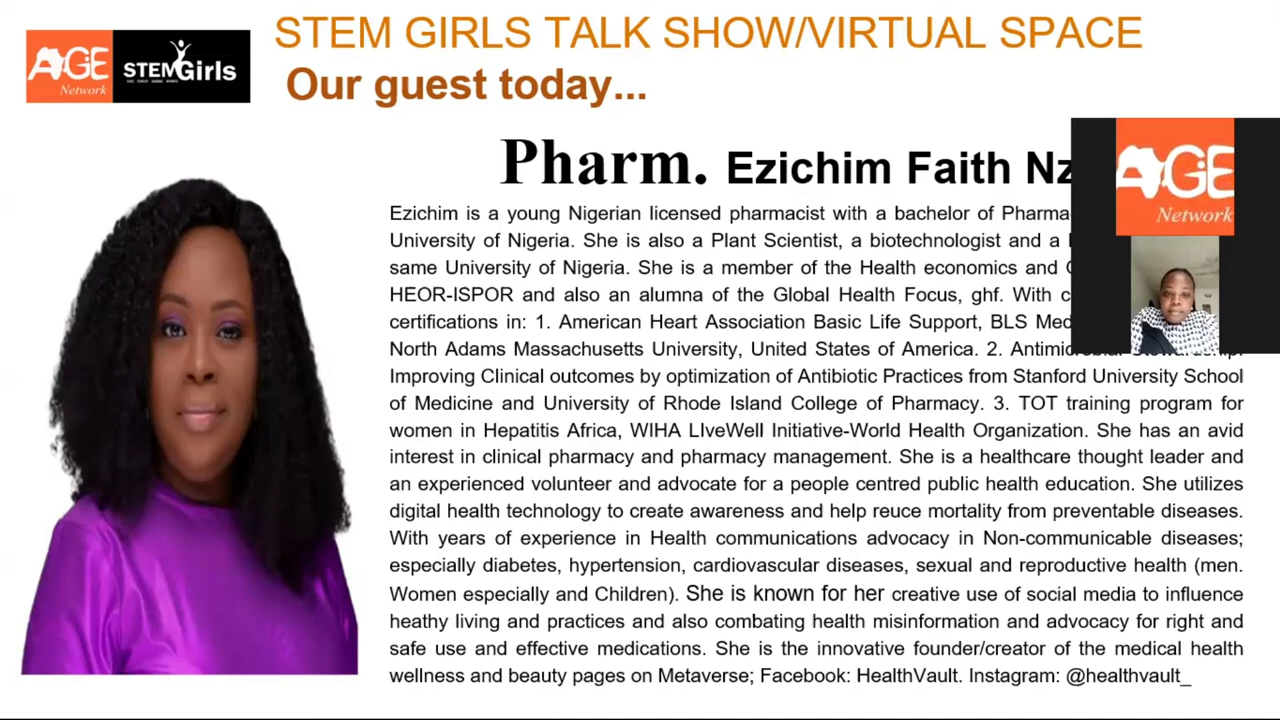 STEM GIRLS TALK SHOW/VIRTUAL SPACE
AGE
Network
STEMGirls
Our guest today...
Pharm. Ezichim Faith
Ezichim is a young Nigerian licensed pharmacist with a bachelor of
University of Nigeria. She is also a Plant Scientist, a biotechnologist and a
same University of Nigeria. She is a member of the Health economics and
HEOR-ISPOR and also an alumna of the Global Health Focus, ghf. With
certifications in: 1. American Heart Association Basic Life Support, BLS
North Adams Massachusetts University, United States of America. 2.
Improving Clinical outcomes by optimization of Antibiotic Practices from Stanford University School
of Medicine and University of Rhode Island College of Pharmacy. 3. TOT training program for
women in Hepatitis Africa, WIHA LIveWell Initiative-World Health Organization. She has an avid
interest in clinical pharmacy and pharmacy management. She is a healthcare thought leader and
an experienced volunteer and advocate for a people centred public health education. She utilizes
digital health technology to create awareness and help reuce mortality from preventable diseases.
With years of experience in Health communications advocacy in Non-communicable diseases;
especially diabetes, hypertension, cardiovascular diseases, sexual and reproductive health (men.
Women especially and Children). She is known for her creative use of social media to influence
heathy living and practices and also combating health misinformation and advocacy for right and
safe use and effective medications. She is the innovative founder/creator of the medical health
wellness and beauty pages on Metaverse; Facebook: HealthVault. Instagram: @healthvault_
AGE
Network